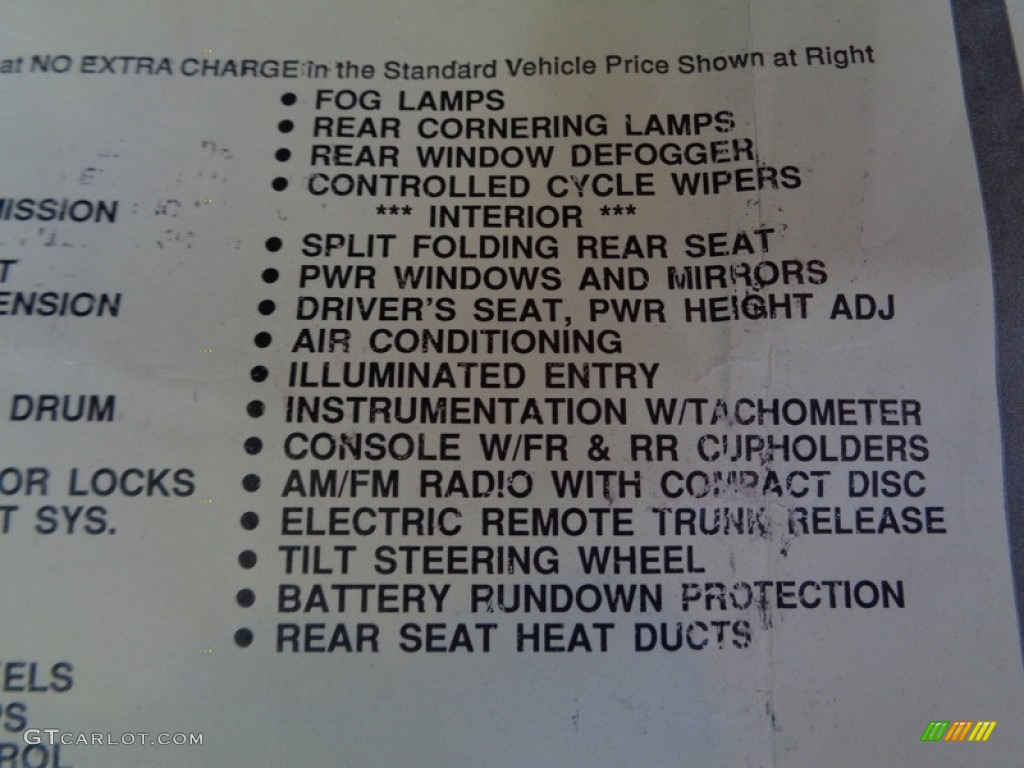 at NO EXTRA CHARGE in the Standard Vehicle Price Shown at Right
• FOG LAMPS
• REAR CORNERING LAMPS
• REAR WINDOW DEFOGGER
• CONTROLLED CYCLE WIPERS
ISSION *** INTERIOR ***
• SPLIT FOLDING REAR SEAT
T • PWR WINDOWS AND MIRRORS
ENSION • DRIVER'S SEAT, PWR HEIGHT ADJ
• AIR CONDITIONING
• ILLUMINATED ENTRY
DRUM • INSTRUMENTATION W/TACHOMETER
• CONSOLE W/FR & RR CUPHOLDERS
OR LOCKS • AM/FM RADIO WITH COMPACT DISC
T SYS. • ELECTRIC REMOTE TRUNK RELEASE
• TILT STEERING WHEEL
• BATTERY RUNDOWN PROTECTION
• REAR SEAT HEAT DUCTS
EELS
PS
ROL
GTCARLOT.COM